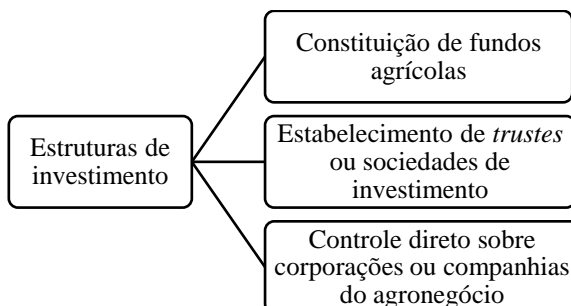 Estruturas de
investimento
Constituição de fundos
agrícolas
Estabelecimento de trustes
ou sociedades de
investimento
Controle direto sobre
corporações ou companhias
do agronegócio